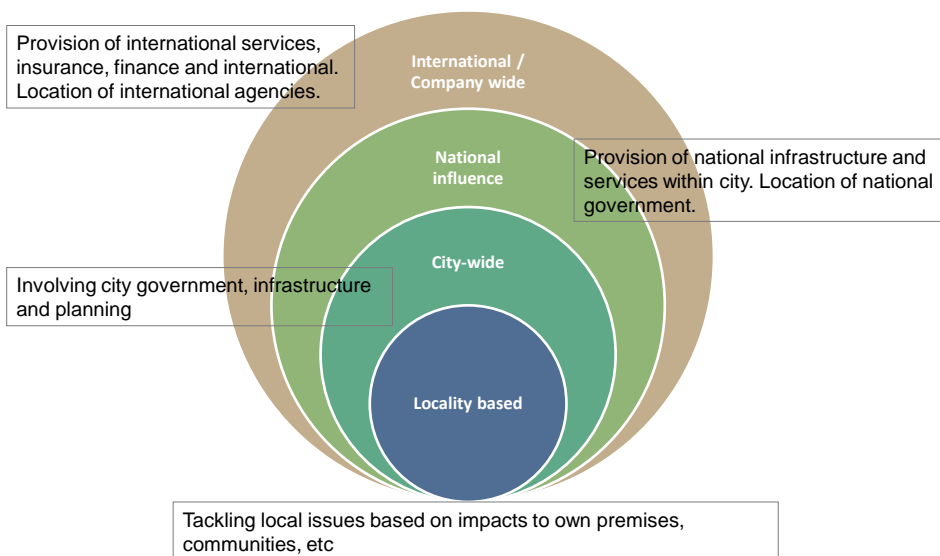 Provision of international services,
insurance, finance and international.
Location of international agencies.
International /
Company wide
National
influence
Provision of national infrastructure and
services within city. Location of national
government.
City-wide
Involving city government, infrastructure
and planning
Locality based
Tackling local issues based on impacts to own premises,
communities, etc